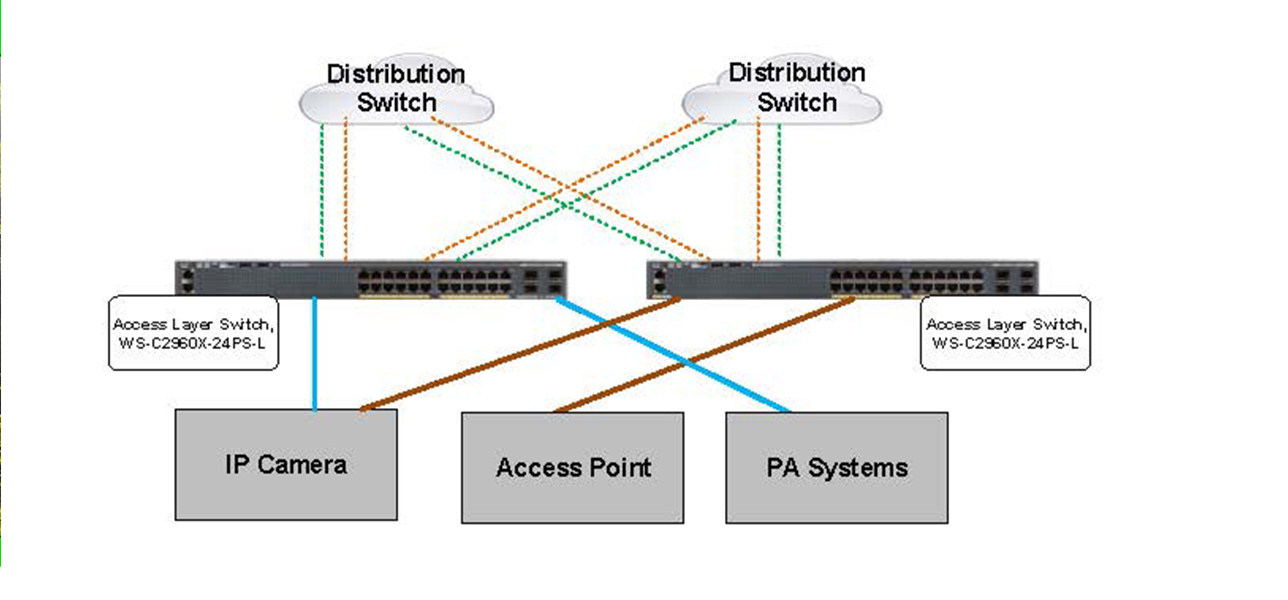 Distribution
Switch
Distribution
Switch
Access Layer Switch,
WS-C2960X-24PS-L
Access Layer Switch,
WS-C2960X-24PS-L
IP Camera
Access Point
PA Systems